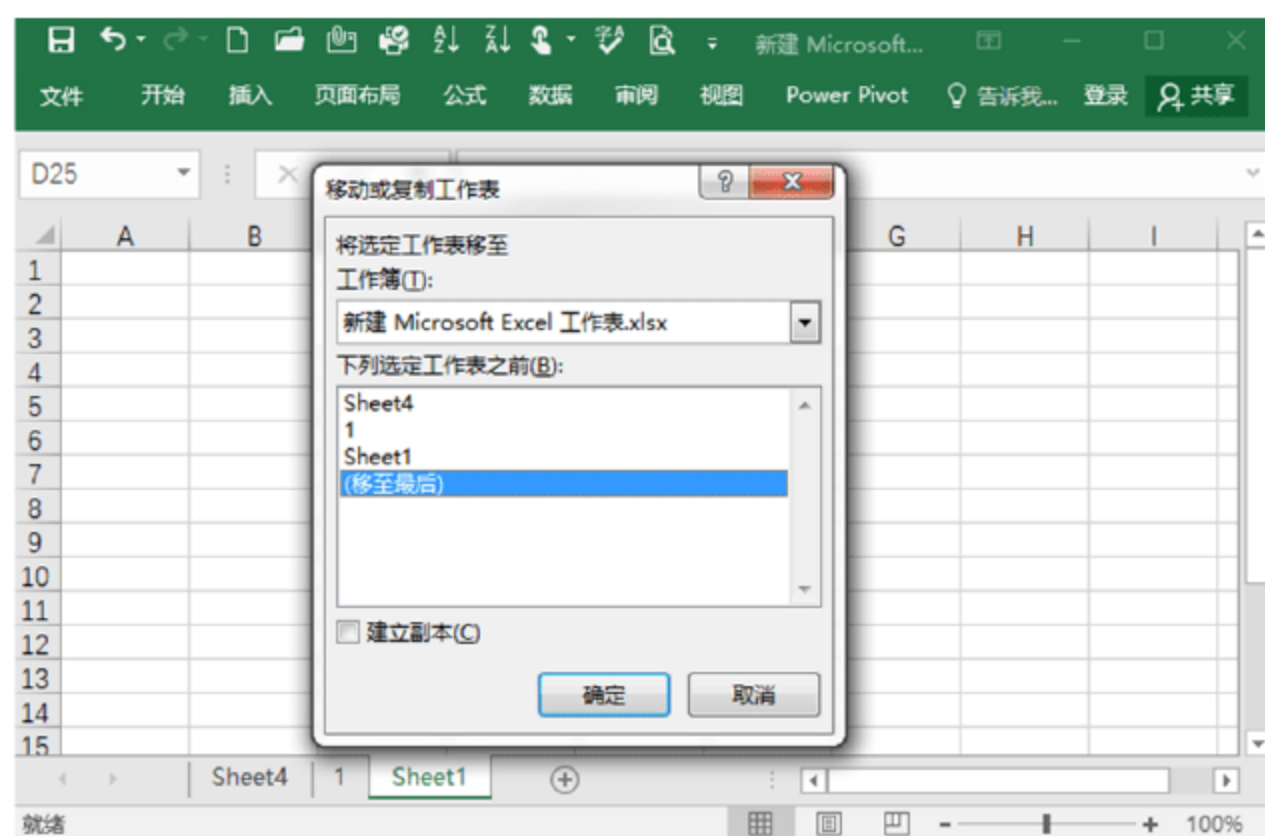 新建 Microsoft...
文件 开始 插入 页面布局 公式 数据 审阅 视图 Power Pivot 告诉我... 登录 共享
D25
移动或复制工作表
A B G H I
将选定工作表移至
工作簿(T):
新建 Microsoft Excel 工作表.xlsx
下列选定工作表之前(B):
Sheet4
1
Sheet1
(移至最后)
建立副本(C)
确定 取消
1
2
3
4
5
6
7
8
9
10
11
12
13
14
15
Sheet4 1 Sheet1
就绪 100%